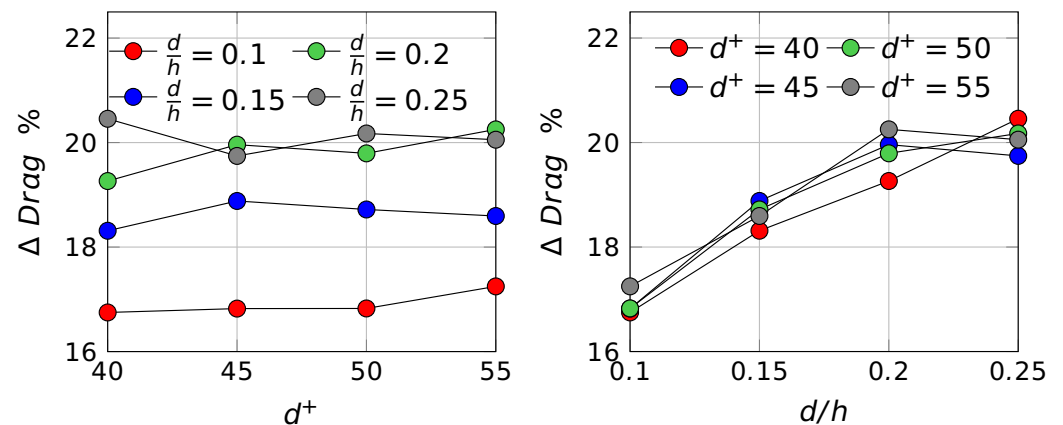 22
20
18
16
Δ Drag %
d/h = 0.1
d/h = 0.2
d/h = 0.15
d/h = 0.25
40 45 50 55
d⁺
22
20
18
16
Δ Drag %
d⁺ = 40
d⁺ = 50
d⁺ = 45
d⁺ = 55
0.1 0.15 0.2 0.25
d/h